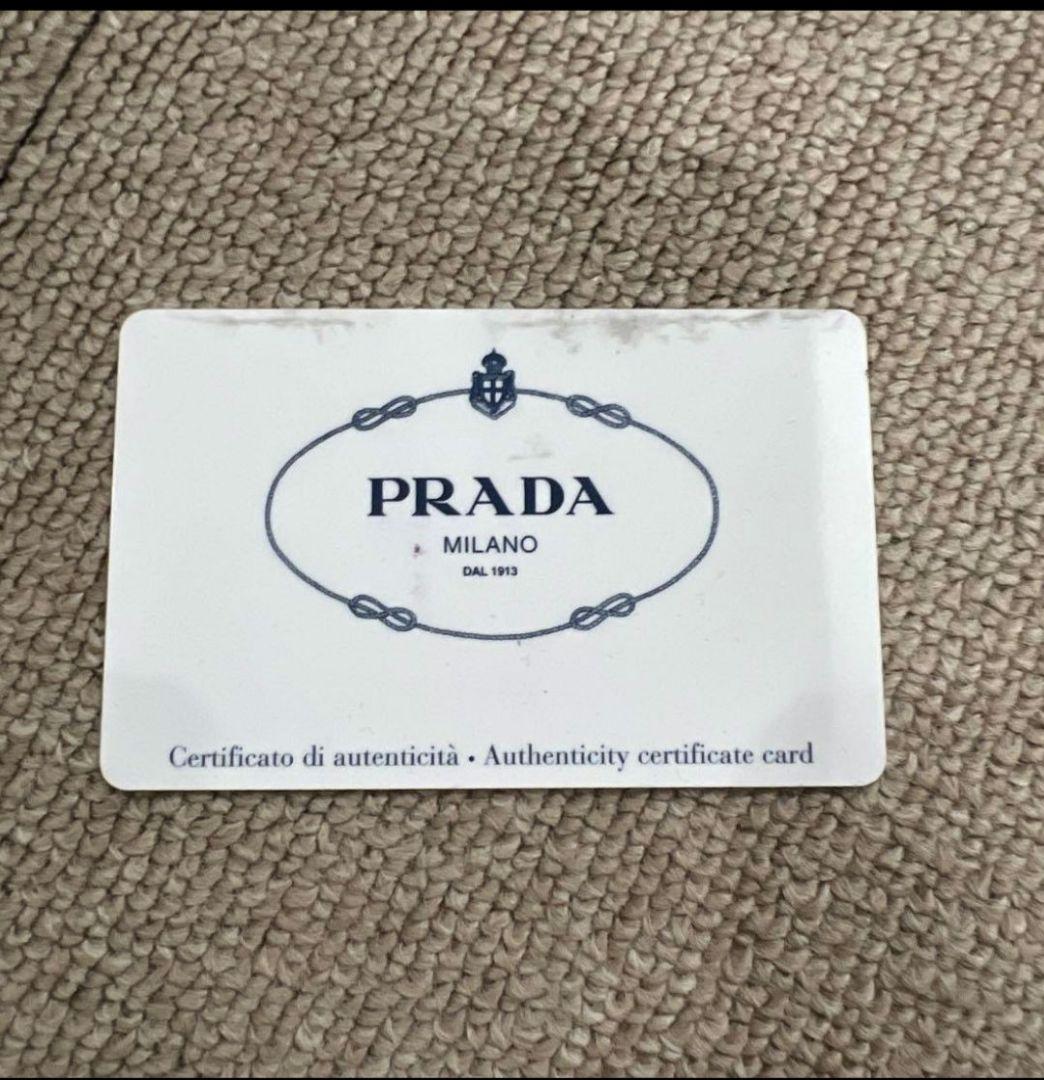 PRADA
MILANO
DAL 1913
Certificato di autenticità • Authenticity certificate card